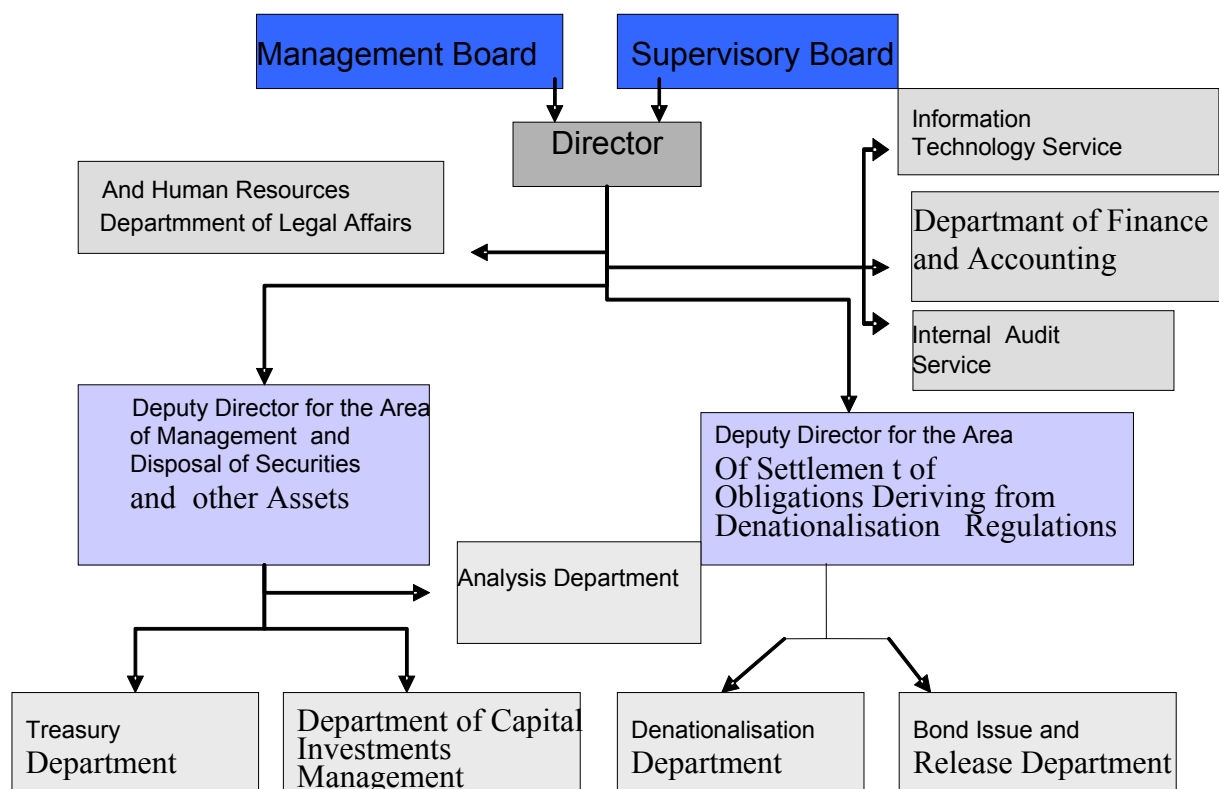 Management Board
Supervisory Board
Director
Information
Technology Service
And Human Resources
Departmment of Legal Affairs
Departmant of Finance
and Accounting
Internal Audit
Service
Deputy Director for the Area
of Management and
Disposal of Securities
and other Assets
Deputy Director for the Area
Of Settlemen t of
Obligations Deriving from
Denationalisation Regulations
Analysis Department
Treasury
Department
Department of Capital
Investments
Management
Denationalisation
Department
Bond Issue and
Release Department